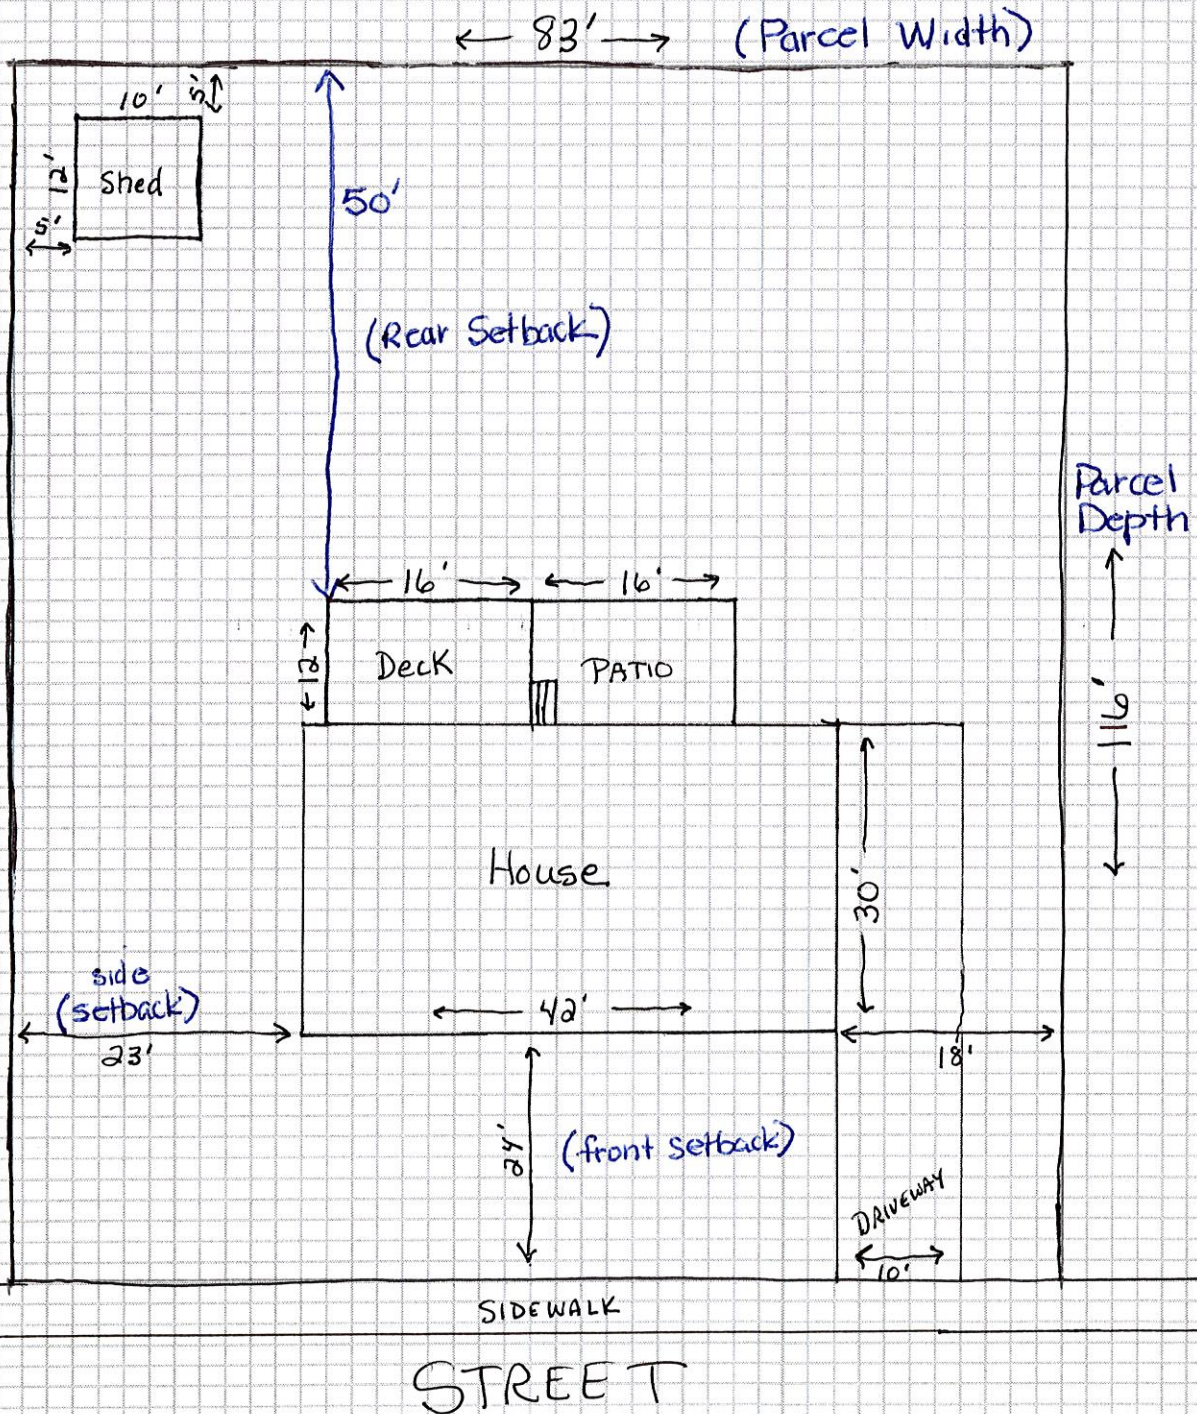 83' (Parcel Width)
10' 5'
12' Shed
5'
50'
(Rear Setback)
Parcel
Depth
16' 16'
12 Deck PATIO
116'
House
30'
side
(setback)
42'
23'
18'
24' (front setback)
DRIVEWAY
10'
SIDEWALK
STREET